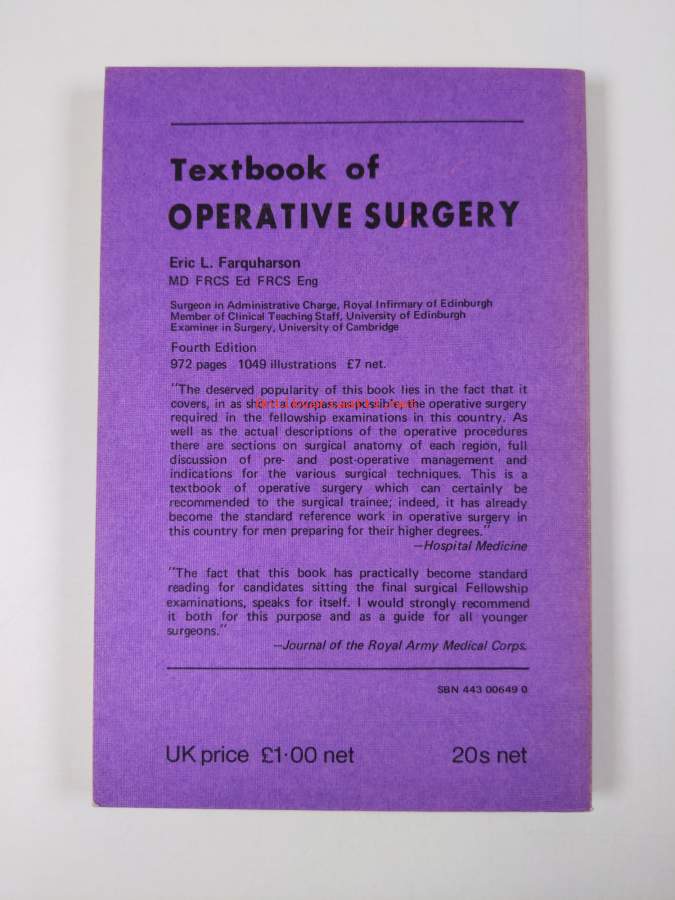 Textbook of
OPERATIVE SURGERY
Eric L. Farquharson
MD FRCS Ed FRCS Eng
Surgeon in Administrative Charge, Royal Infirmary of Edinburgh
Member of Clinical Teaching Staff, University of Edinburgh
Examiner in Surgery, University of Cambridge
Fourth Edition
972 pages 1049 illustrations £7 net.
"The deserved popularity of this book lies in the fact that it
covers, in as short a compass as possible, the operative surgery
required in the fellowship examinations in this country. As
well as the actual descriptions of the operative procedures
there are sections on surgical anatomy of each region, full
discussion of pre- and post-operative management and
indications for the various surgical techniques. This is a
textbook of operative surgery which can certainly be
recommended to the surgical trainee; indeed, it has already
become the standard reference work in operative surgery in
this country for men preparing for their higher degrees."
—Hospital Medicine
"The fact that this book has practically become standard
reading for candidates sitting the final surgical Fellowship
examinations, speaks for itself. I would strongly recommend
it both for this purpose and as a guide for all younger
surgeons."
—Journal of the Royal Army Medical Corps.
SBN 443 00649 0
UK price £1·00 net 20s net